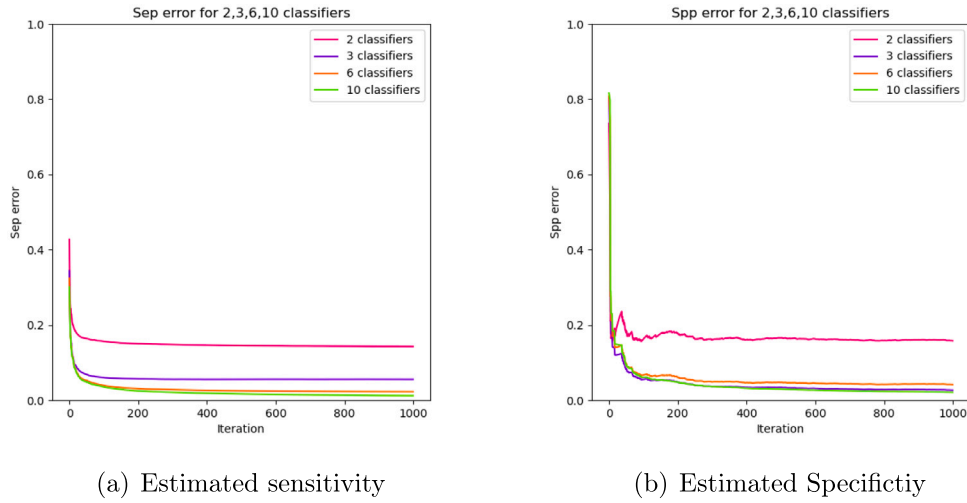 Sep error for 2,3,6,10 classifiers
2 classifiers
3 classifiers
6 classifiers
10 classifiers
1.0
0.8
0.6
0.4
0.2
0.0
Sep error
0 200 400 600 800 1000
Iteration
(a) Estimated sensitivity
Spp error for 2,3,6,10 classifiers
2 classifiers
3 classifiers
6 classifiers
10 classifiers
1.0
0.8
0.6
0.4
0.2
0.0
Spp error
0 200 400 600 800 1000
Iteration
(b) Estimated Specifictiy